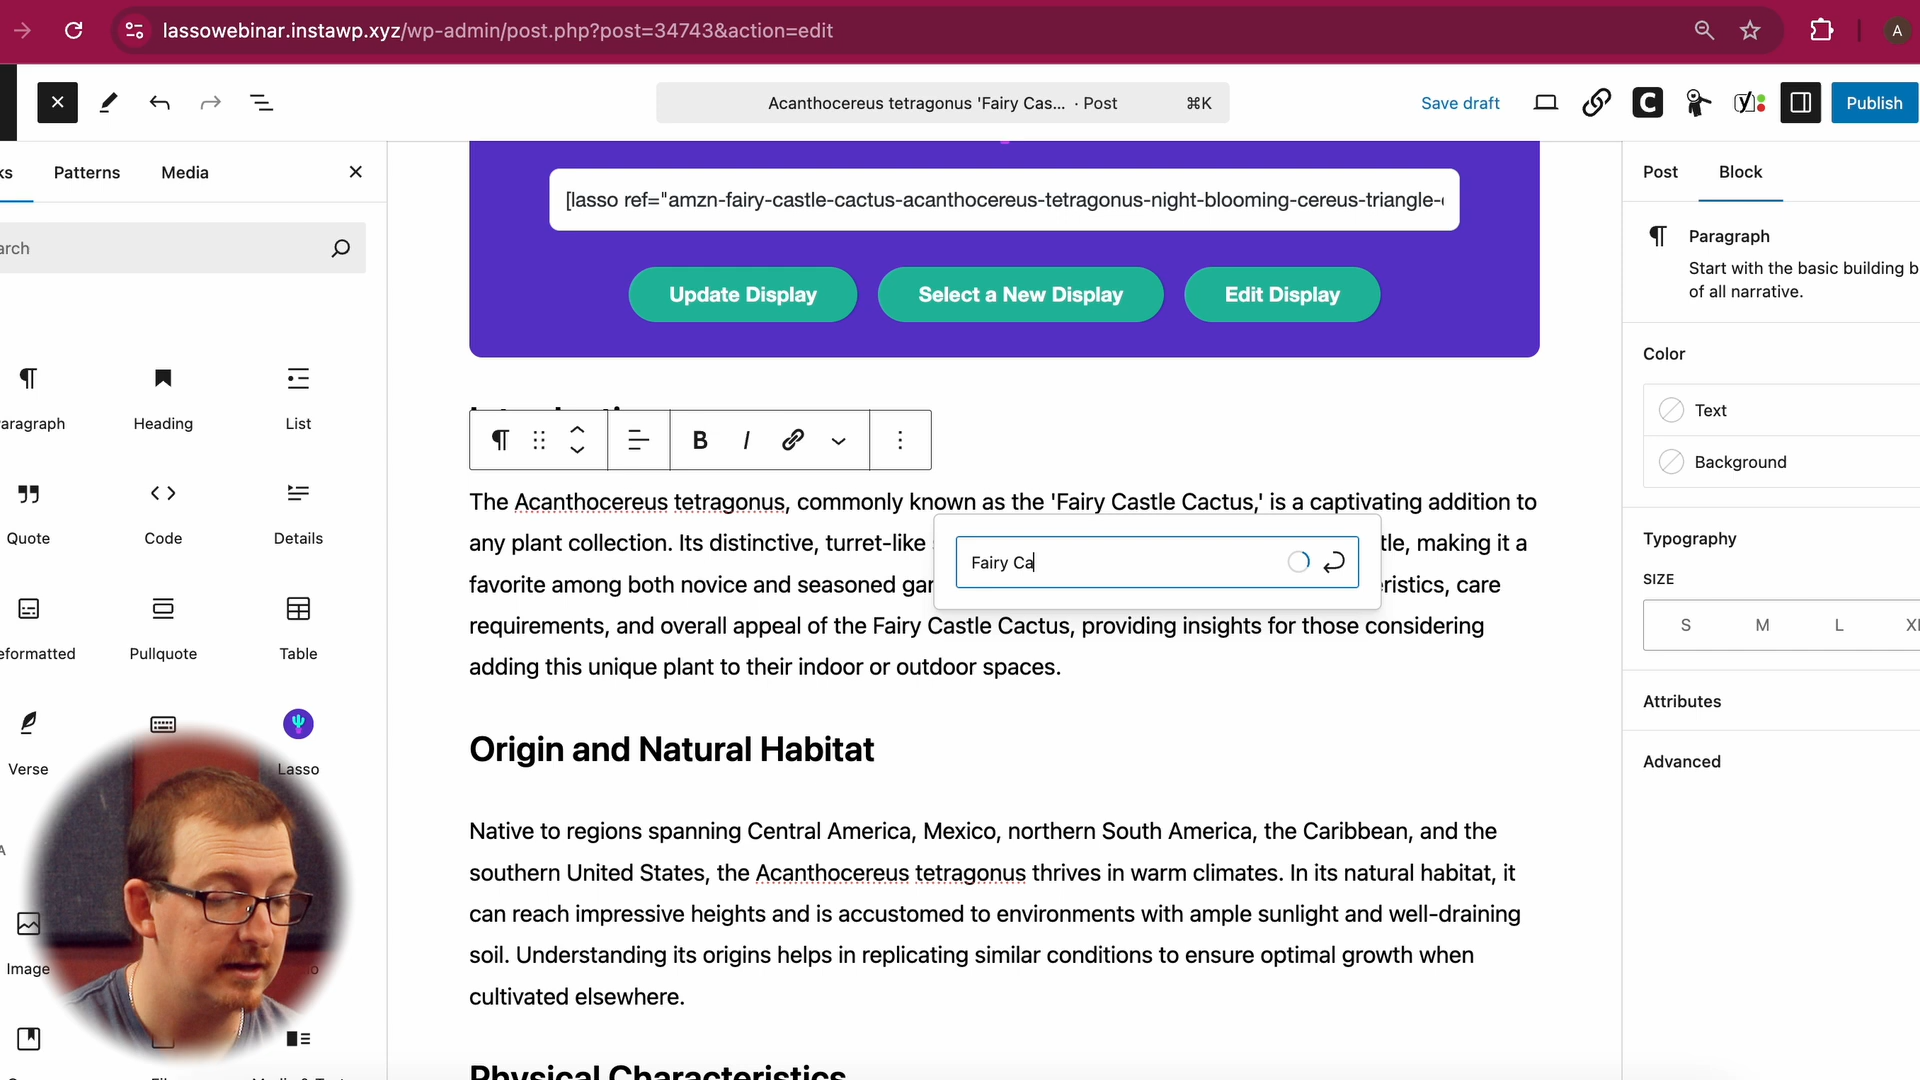 lassowebinar.instawp.xyz/wp-admin/post.php?post=34743&action=edit
A
Acanthocereus tetragonus 'Fairy Cas... · Post ⌘K
Save draft
Publish
ks Patterns Media
arch
aragraph Heading List
Quote Code Details
eformatted Pullquote Table
Verse Lasso
A
Image o
[lasso ref="amzn-fairy-castle-cactus-acanthocereus-tetragonus-night-blooming-cereus-triangle-
Update Display
Select a New Display
Edit Display
B I
The Acanthocereus tetragonus, commonly known as the 'Fairy Castle Cactus,' is a captivating addition to
any plant collection. Its distinctive, turret-like tle, making it a
favorite among both novice and seasoned gar ristics, care
requirements, and overall appeal of the Fairy Castle Cactus, providing insights for those considering
adding this unique plant to their indoor or outdoor spaces.
Fairy Ca
Origin and Natural Habitat
Native to regions spanning Central America, Mexico, northern South America, the Caribbean, and the
southern United States, the Acanthocereus tetragonus thrives in warm climates. In its natural habitat, it
can reach impressive heights and is accustomed to environments with ample sunlight and well-draining
soil. Understanding its origins helps in replicating similar conditions to ensure optimal growth when
cultivated elsewhere.
Physical Characteristics
Post Block
Paragraph
Start with the basic building b
of all narrative.
Color
Text
Background
Typography
SIZE
S M L X
Attributes
Advanced